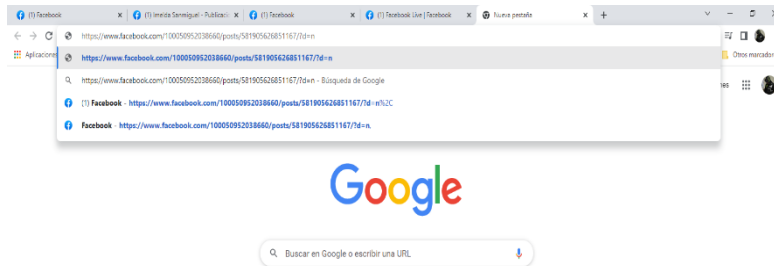 (1) Facebook
(1) Imelda Sanmiguel - Publicaci
(1) Facebook
(1) Facebook Live | Facebook
Nueva pestaña
https://www.facebook.com/100050952038660/posts/581905626851167/?d=n
Aplicaciones
https://www.facebook.com/100050952038660/posts/581905626851167/?d=n
Otros marcador
https://www.facebook.com/100050952038660/posts/581905626851167/?d=n - Búsqueda de Google
nes
(1) Facebook - https://www.facebook.com/100050952038660/posts/581905626851167/?d=n%2C
Facebook - https://www.facebook.com/100050952038660/posts/581905626851167/?d=n,
Google
Buscar en Google o escribir una URL